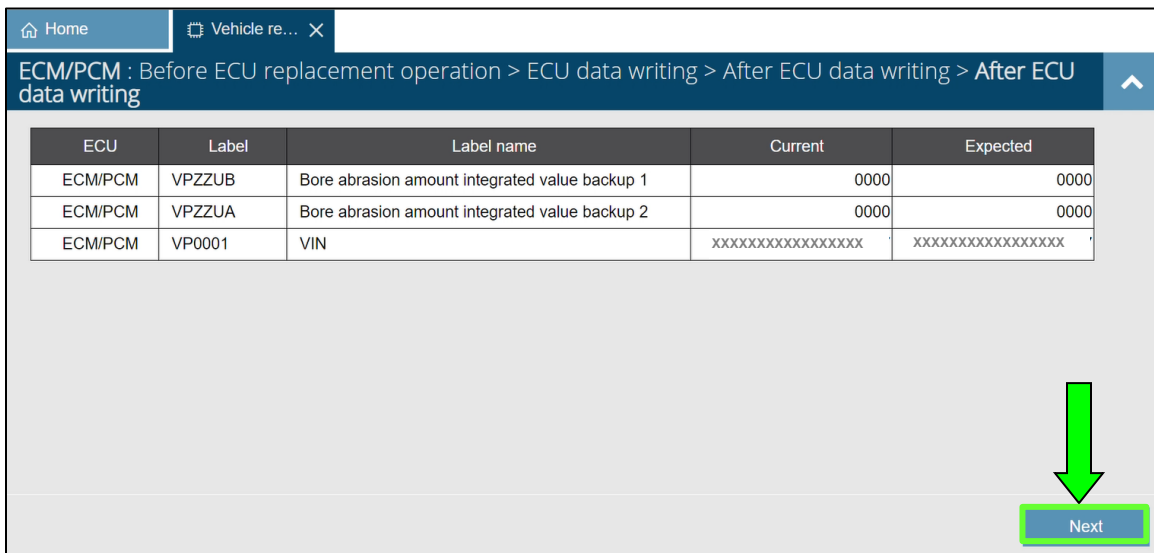 Home Vehicle re...
ECM/PCM : Before ECU replacement operation > ECU data writing > After ECU data writing > After ECU
data writing
ECU Label Label name Current Expected
ECM/PCM VPZZUB Bore abrasion amount integrated value backup 1 0000 0000
ECM/PCM VPZZUA Bore abrasion amount integrated value backup 2 0000 0000
ECM/PCM VP0001 VIN XXXXXXXXXXXXXXXXX XXXXXXXXXXXXXXXXX
Next